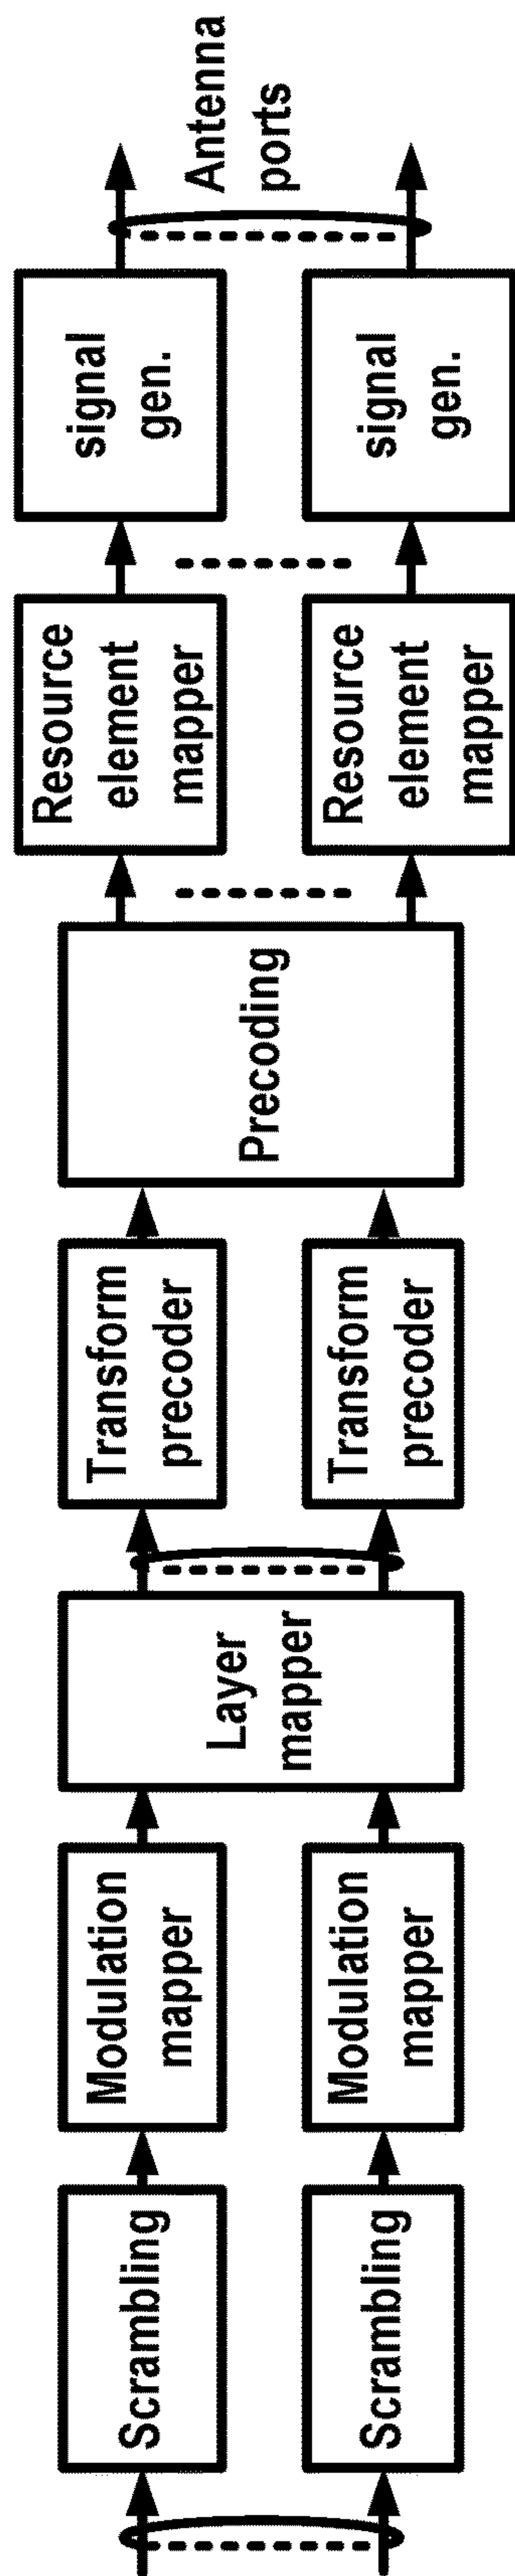 Scrambling
Scrambling
Modulation
mapper
Modulation
mapper
Layer
mapper
Transform
precoder
Transform
precoder
Precoding
Resource
element
mapper
Resource
element
mapper
signal
gen.
signal
gen.
Antenna
ports